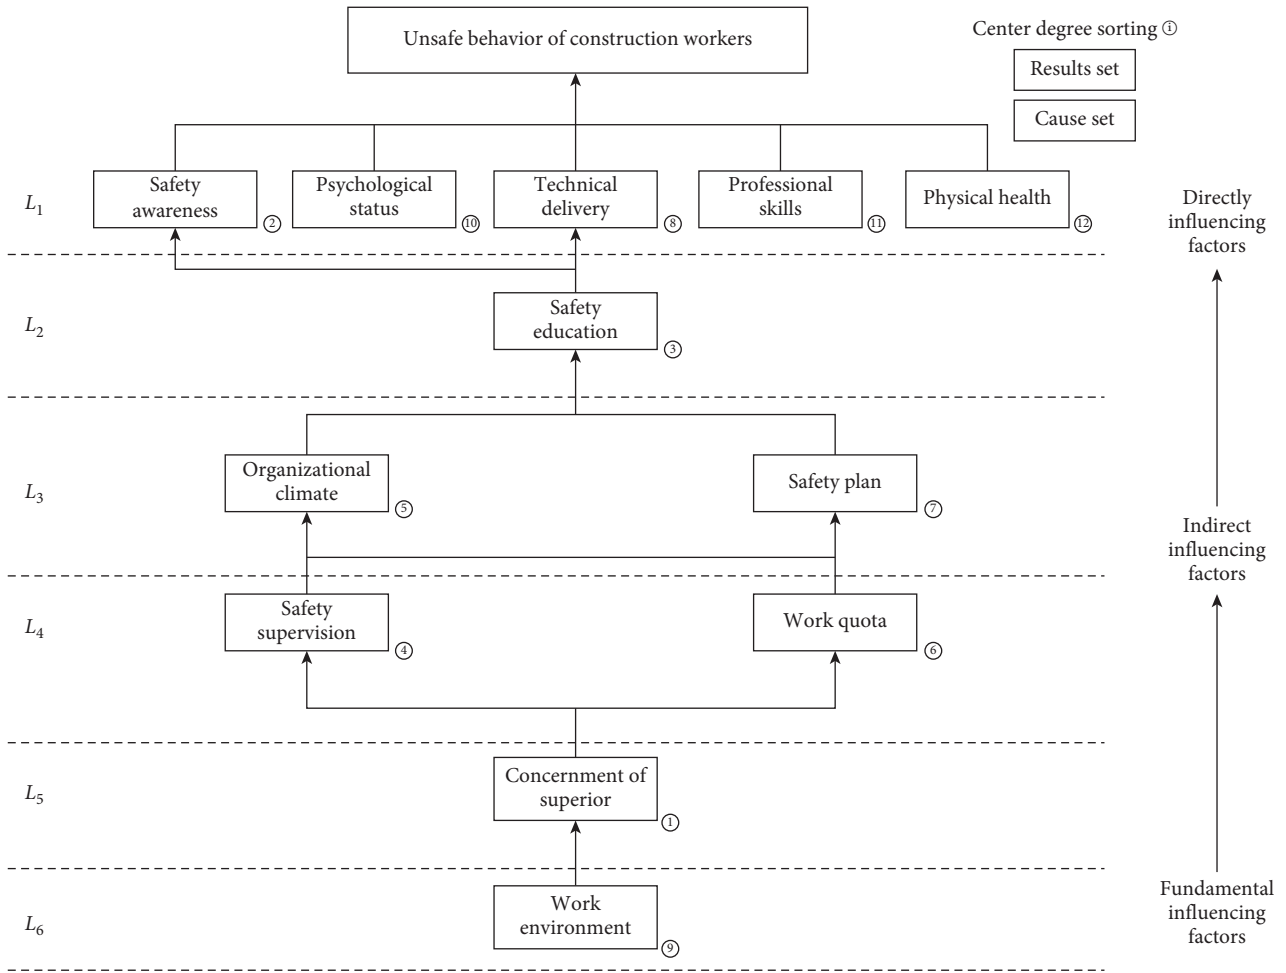 Unsafe behavior of construction workers
Center degree sorting ⓘ
Results set
Cause set
L1
Safety
awareness
②
Psychological
status
⑩
Technical
delivery
⑧
Professional
skills
⑪
Physical health
⑫
Directly
influencing
factors
L2
Safety
education
③
L3
Organizational
climate
⑤
Safety plan
⑦
Indirect
influencing
factors
L4
Safety
supervision
④
Work quota
⑥
L5
Concernment of
superior
①
L6
Work
environment
⑨
Fundamental
influencing
factors